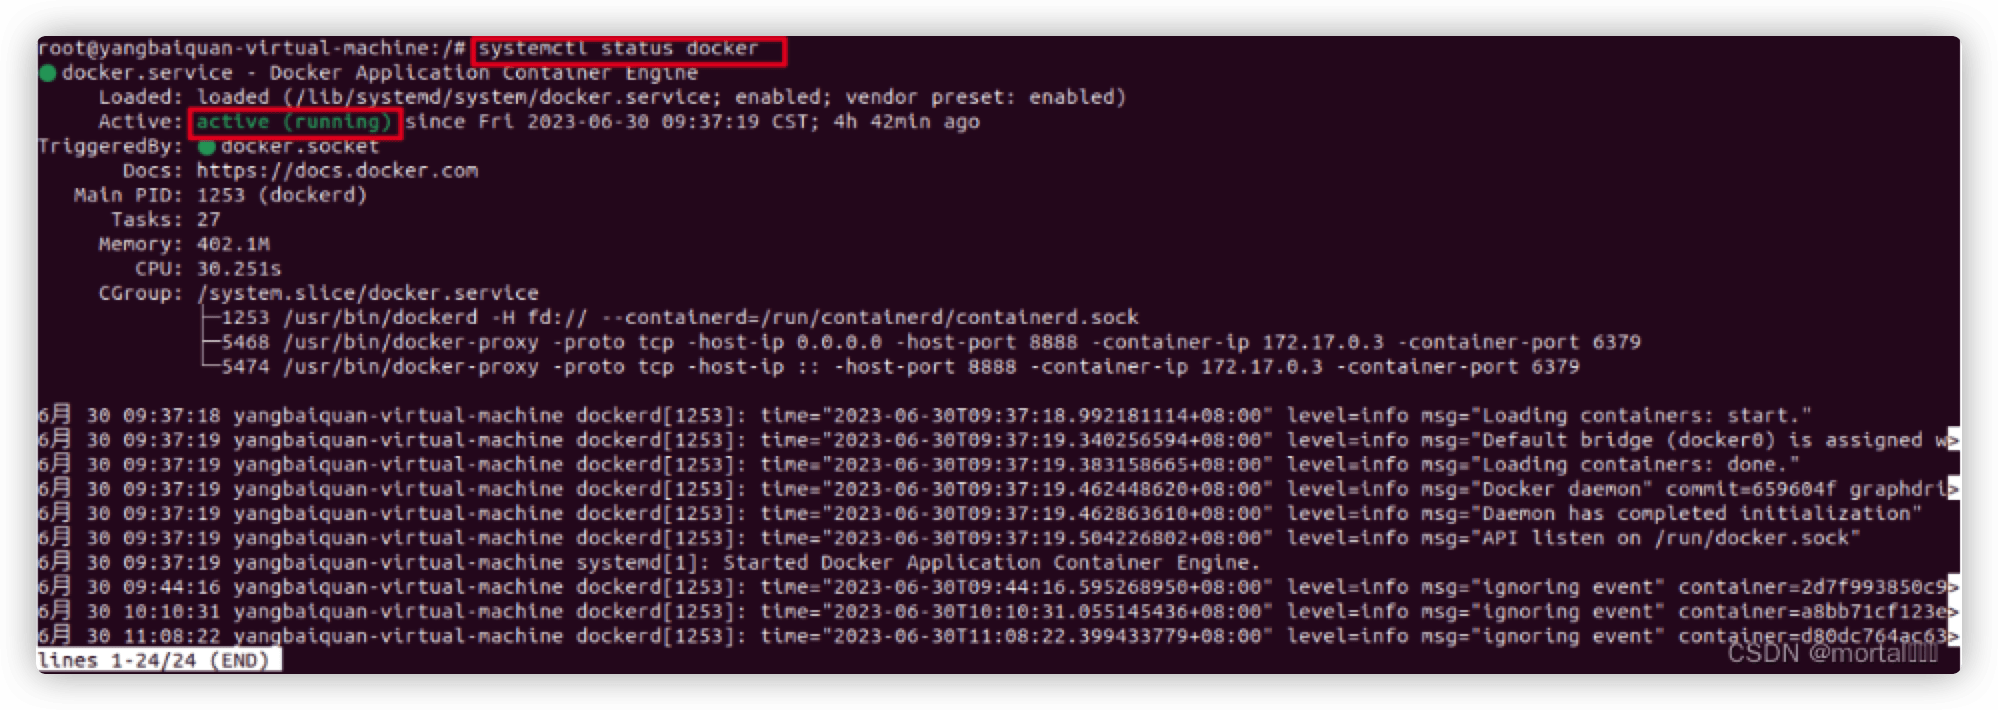 root@yangbaiquan-virtual-machine:/# systemctl status docker
docker.service - Docker Application Container Engine
Loaded: loaded (/lib/systemd/system/docker.service; enabled; vendor preset: enabled)
Active: active (running) since Fri 2023-06-30 09:37:19 CST; 4h 42min ago
TriggeredBy: docker.socket
Docs: https://docs.docker.com
Main PID: 1253 (dockerd)
Tasks: 27
Memory: 402.1M
CPU: 30.251s
CGroup: /system.slice/docker.service
├─1253 /usr/bin/dockerd -H fd:// --containerd=/run/containerd/containerd.sock
├─5468 /usr/bin/docker-proxy -proto tcp -host-ip 0.0.0.0 -host-port 8888 -container-ip 172.17.0.3 -container-port 6379
└─5474 /usr/bin/docker-proxy -proto tcp -host-ip :: -host-port 8888 -container-ip 172.17.0.3 -container-port 6379
6月 30 09:37:18 yangbaiquan-virtual-machine dockerd[1253]: time="2023-06-30T09:37:18.992181114+08:00" level=info msg="Loading containers: start."
6月 30 09:37:19 yangbaiquan-virtual-machine dockerd[1253]: time="2023-06-30T09:37:19.340256594+08:00" level=info msg="Default bridge (docker0) is assigned w>
6月 30 09:37:19 yangbaiquan-virtual-machine dockerd[1253]: time="2023-06-30T09:37:19.383158665+08:00" level=info msg="Loading containers: done."
6月 30 09:37:19 yangbaiquan-virtual-machine dockerd[1253]: time="2023-06-30T09:37:19.462448620+08:00" level=info msg="Docker daemon" commit=659604f graphdri>
6月 30 09:37:19 yangbaiquan-virtual-machine dockerd[1253]: time="2023-06-30T09:37:19.462863610+08:00" level=info msg="Daemon has completed initialization"
6月 30 09:37:19 yangbaiquan-virtual-machine dockerd[1253]: time="2023-06-30T09:37:19.504226802+08:00" level=info msg="API listen on /run/docker.sock"
6月 30 09:37:19 yangbaiquan-virtual-machine systemd[1]: Started Docker Application Container Engine.
6月 30 09:44:16 yangbaiquan-virtual-machine dockerd[1253]: time="2023-06-30T09:44:16.595268950+08:00" level=info msg="ignoring event" container=2d7f993850c9>
6月 30 10:10:31 yangbaiquan-virtual-machine dockerd[1253]: time="2023-06-30T10:10:31.055145436+08:00" level=info msg="ignoring event" container=a8bb71cf123e>
6月 30 11:08:22 yangbaiquan-virtual-machine dockerd[1253]: time="2023-06-30T11:08:22.399433779+08:00" level=info msg="ignoring event" container=d80dc764ac63>
lines 1-24/24 (END)
CSDN @mortal